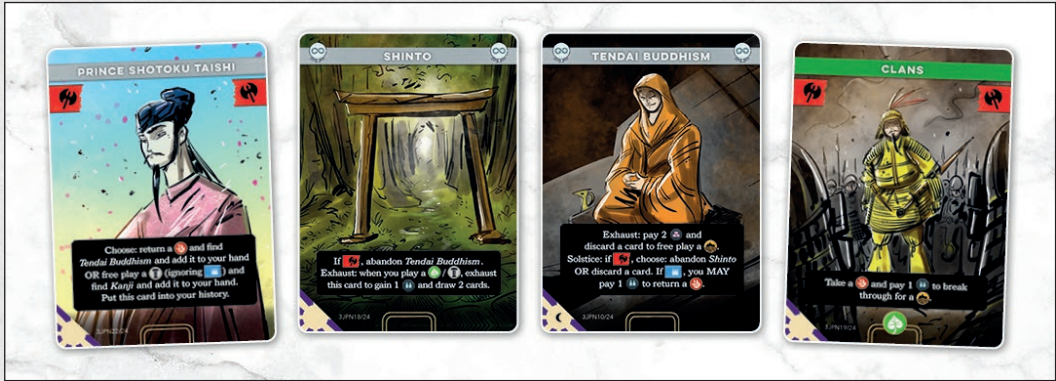 PRINCE SHOTOKU TAISHI
Choose: return a and find
Tendai Buddhism and add it to your hand
OR free play a (ignoring ) and
find Kanji and add it to your hand.
Put this card into your history.
3JPN22/24
SHINTO
If , abandon Tendai Buddhism.
Exhaust: when you play a / , exhaust
this card to gain 1 and draw 2 cards.
3JPN18/24
TENDAI BUDDHISM
Exhaust: pay 2 and
discard a card to free play a .
Solstice: if , choose: abandon Shinto
OR discard a card. If , you MAY
pay 1 to return a .
3JPN10/24
CLANS
Take a and pay 1 to break
through for a .
3JPN19/24